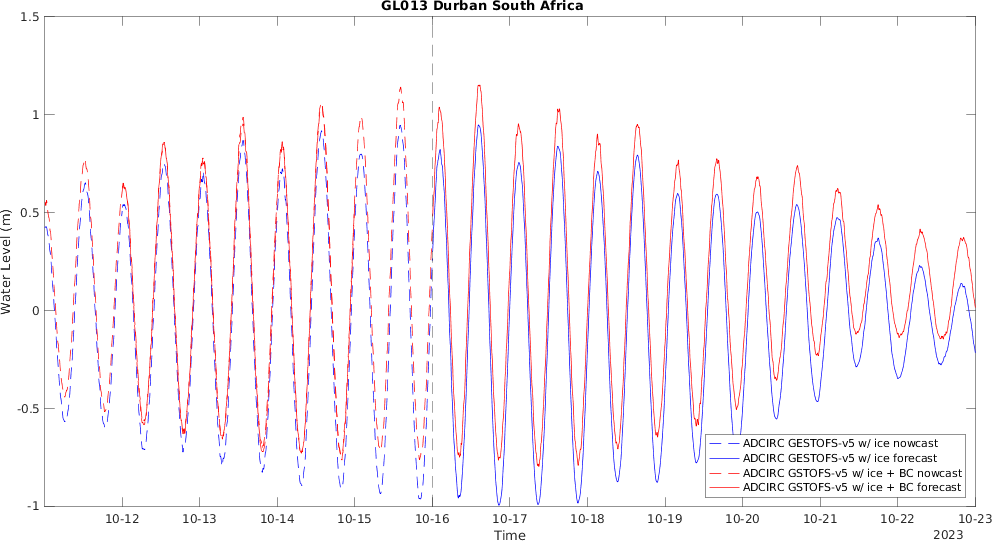 GL013 Durban South Africa
1.5
1
0.5
0
-0.5
-1
Water Level (m)
10-12
10-13
10-14
10-15
10-16
10-17
10-18
10-19
10-20
10-21
10-22
10-23
Time
2023
ADCIRC GESTOFS-v5 w/ ice nowcast
ADCIRC GESTOFS-v5 w/ ice forecast
ADCIRC GSTOFS-v5 w/ ice + BC nowcast
ADCIRC GSTOFS-v5 w/ ice + BC forecast